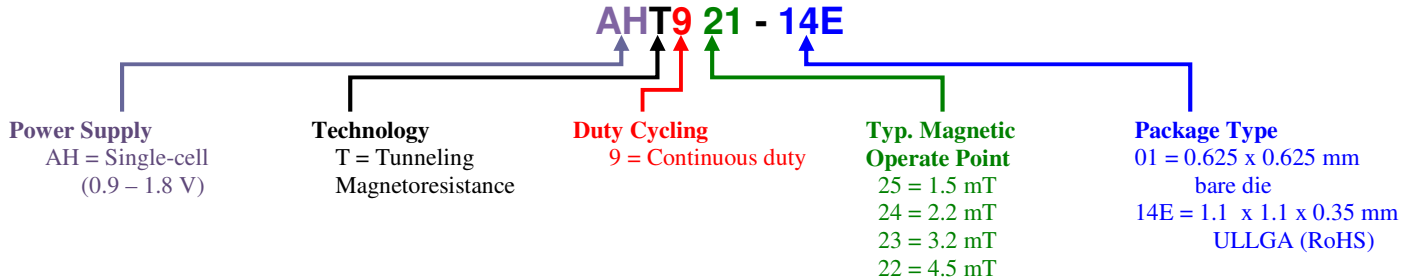 AHT9 21 - 14E
Power Supply
AH = Single-cell
(0.9 – 1.8 V)
Technology
T = Tunneling
Magnetoresistance
Duty Cycling
9 = Continuous duty
Typ. Magnetic
Operate Point
25 = 1.5 mT
24 = 2.2 mT
23 = 3.2 mT
22 = 4.5 mT
Package Type
01 = 0.625 x 0.625 mm
bare die
14E = 1.1 x 1.1 x 0.35 mm
ULLGA (RoHS)